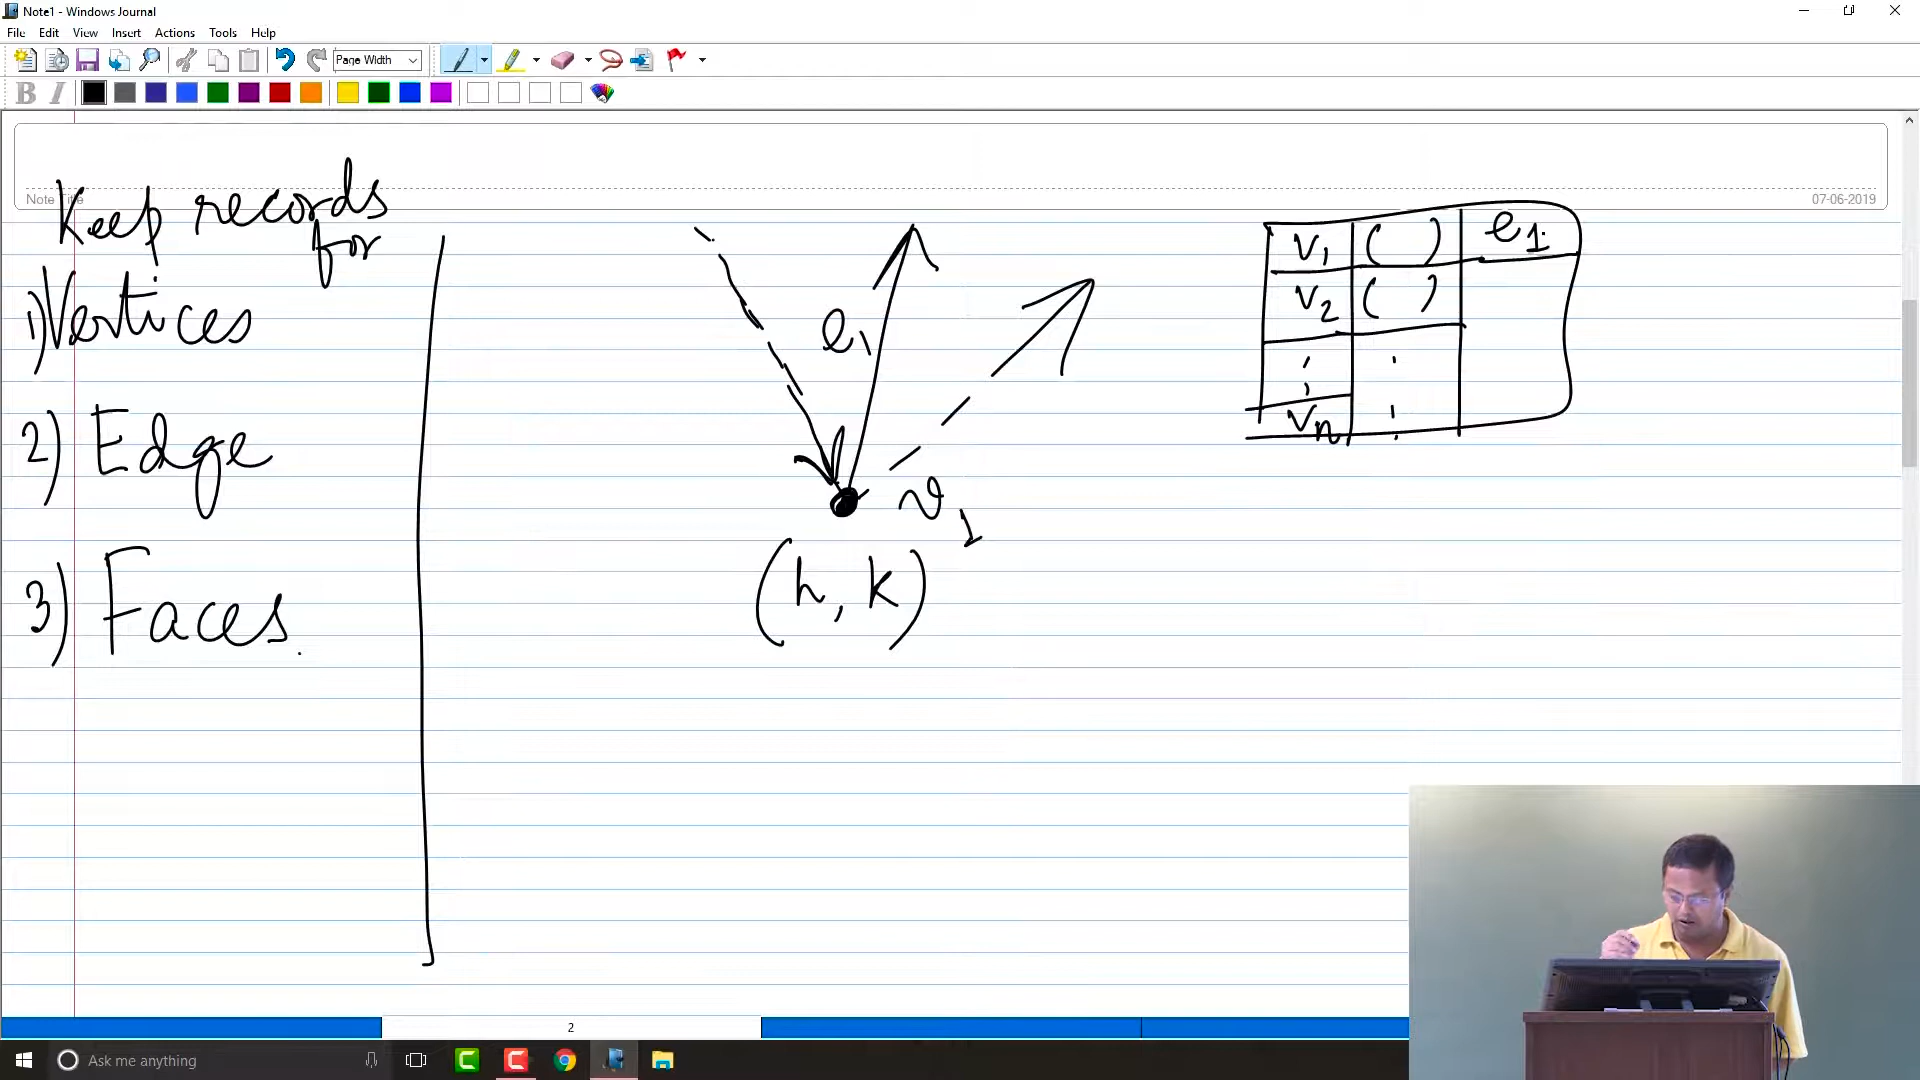 Note1 - Windows Journal
File Edit View Insert Actions Tools Help
Page Width
B I
Note Title
07-06-2019
Keep records
for
1) Vertices
2) Edge
3) Faces.
e1
v1
(h, k)
v1 ( ) e1
v2 ( )
: :
vn :
2
Ask me anything